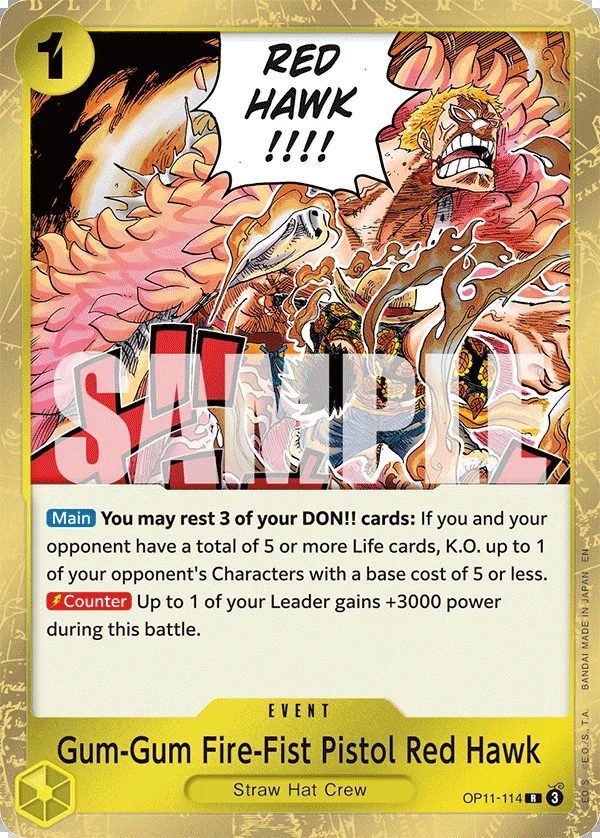 1
RED
HAWK
!!!!
SAMPLE
Main You may rest 3 of your DON!! cards: If you and your
opponent have a total of 5 or more Life cards, K.O. up to 1
of your opponent's Characters with a base cost of 5 or less.
Counter Up to 1 of your Leader gains +3000 power
during this battle.
EVENT
Gum-Gum Fire-Fist Pistol Red Hawk
Straw Hat Crew
OP11-114 R 3
BANDAI MADE IN JAPAN EN